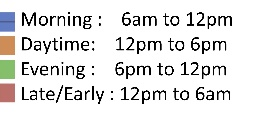 Morning : 6am to 12pm
Daytime: 12pm to 6pm
Evening : 6pm to 12pm
Late/Early : 12pm to 6am